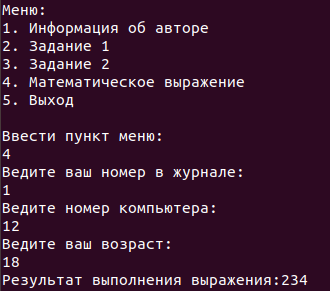 Меню:
1. Информация об авторе
2. Задание 1
3. Задание 2
4. Математическое выражение
5. Выход
Ввести пункт меню:
4
Ведите ваш номер в журнале:
1
Ведите номер компьютера:
12
Ведите ваш возраст:
18
Результат выполнения выражения:234